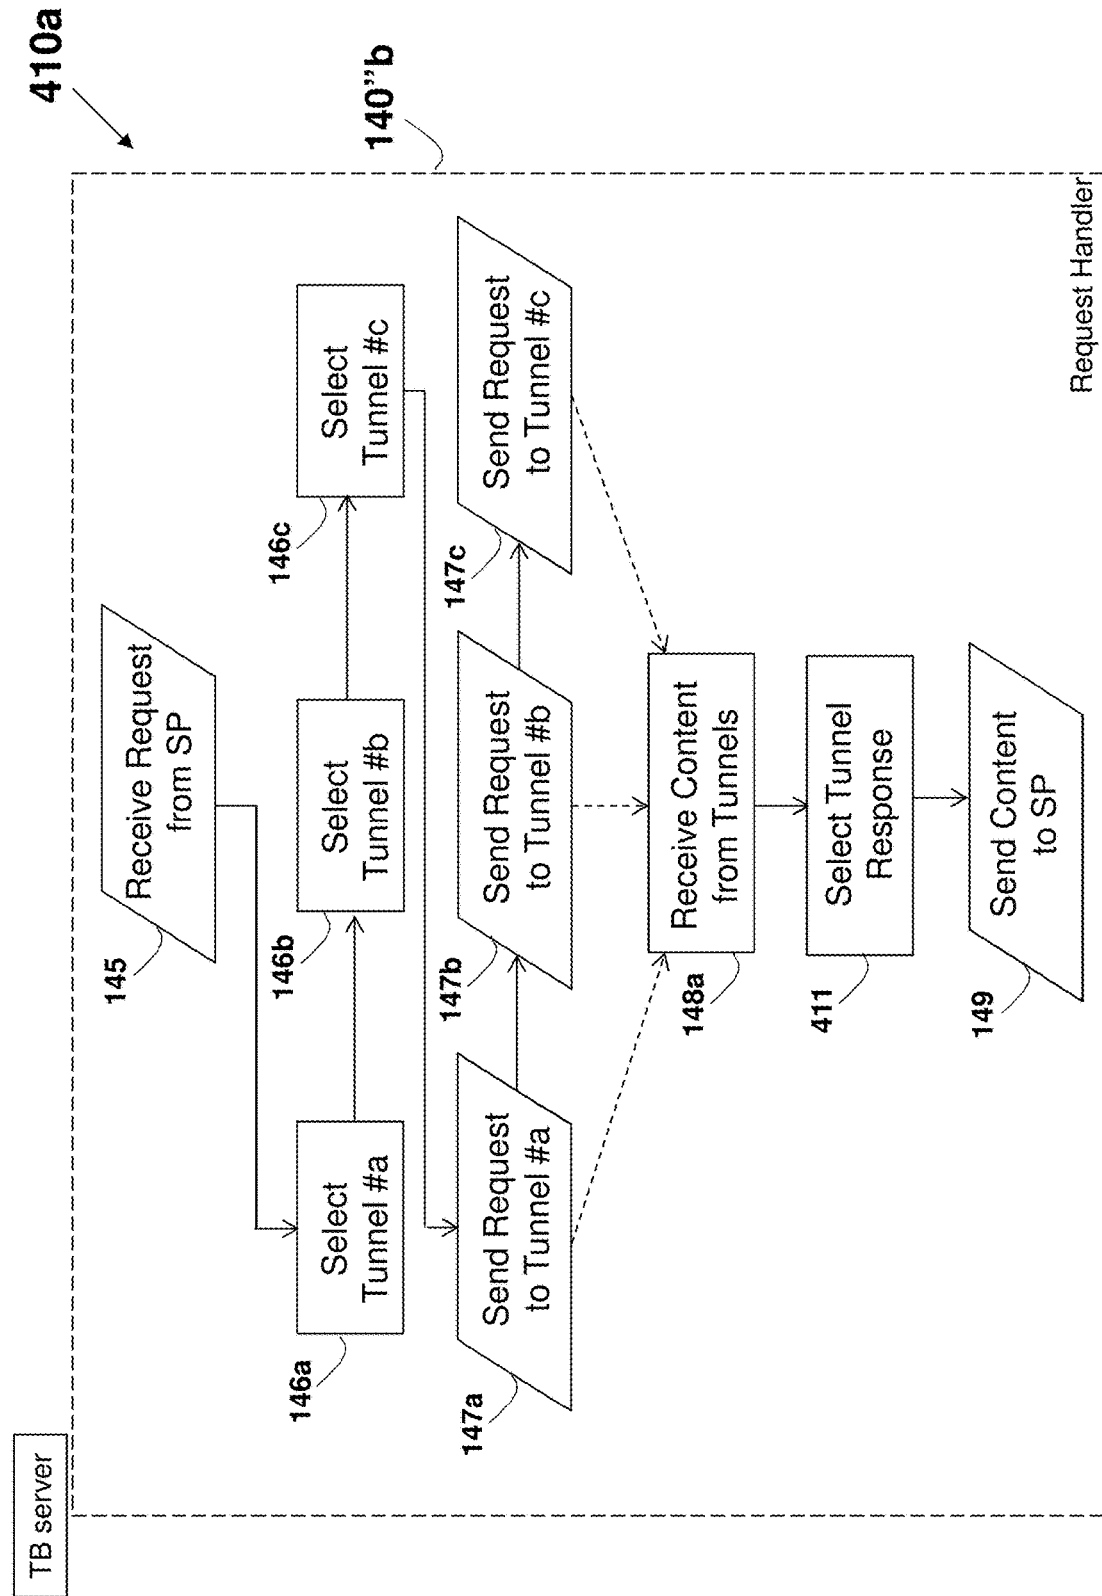 TB server
410a
140”b
Receive Request
from SP
145
Select
Tunnel #a
146a
Select
Tunnel #b
146b
Select
Tunnel #c
146c
Send Request
to Tunnel #a
147a
Send Request
to Tunnel #b
147b
Send Request
to Tunnel #c
147c
Receive Content
from Tunnels
148a
Select Tunnel
Response
411
Send Content
to SP
149
Request Handler